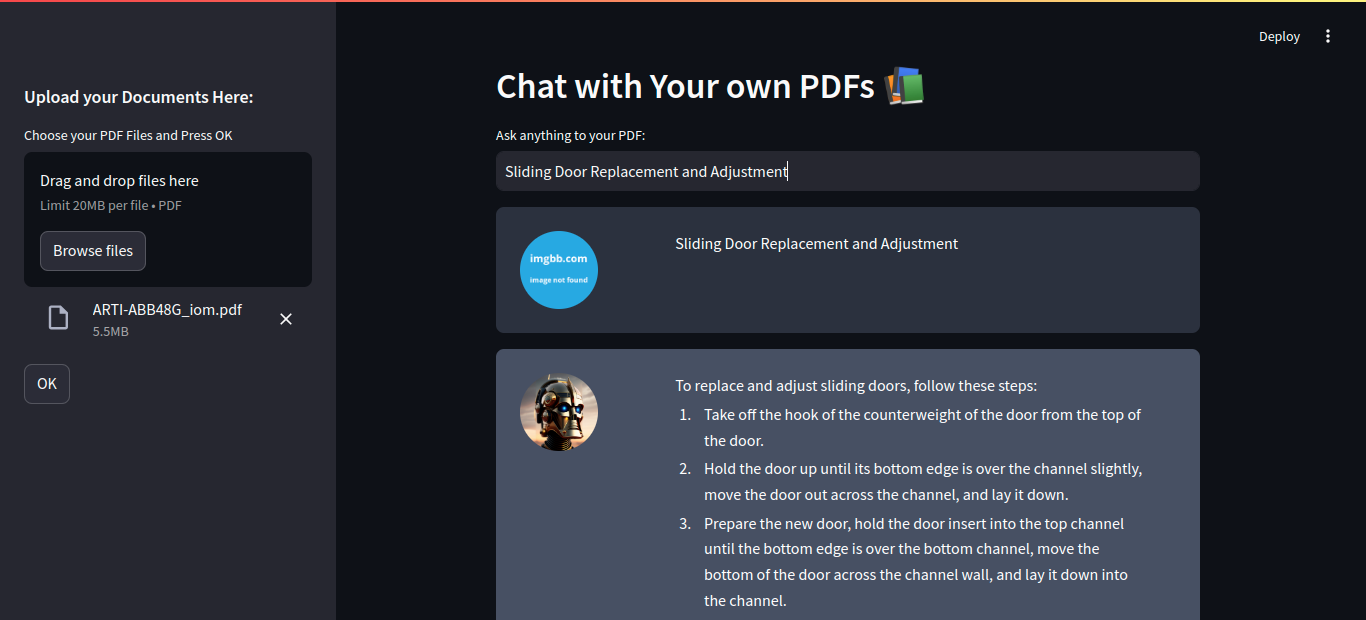 Deploy
Upload your Documents Here:
Choose your PDF Files and Press OK
Drag and drop files here
Limit 20MB per file • PDF
Browse files
ARTI-ABB48G_iom.pdf
5.5MB
OK
Chat with Your own PDFs
Ask anything to your PDF:
Sliding Door Replacement and Adjustment
imgbb.com
image not found
Sliding Door Replacement and Adjustment
To replace and adjust sliding doors, follow these steps:
1. Take off the hook of the counterweight of the door from the top of
the door.
2. Hold the door up until its bottom edge is over the channel slightly,
move the door out across the channel, and lay it down.
3. Prepare the new door, hold the door insert into the top channel
until the bottom edge is over the bottom channel, move the
bottom of the door across the channel wall, and lay it down into
the channel.